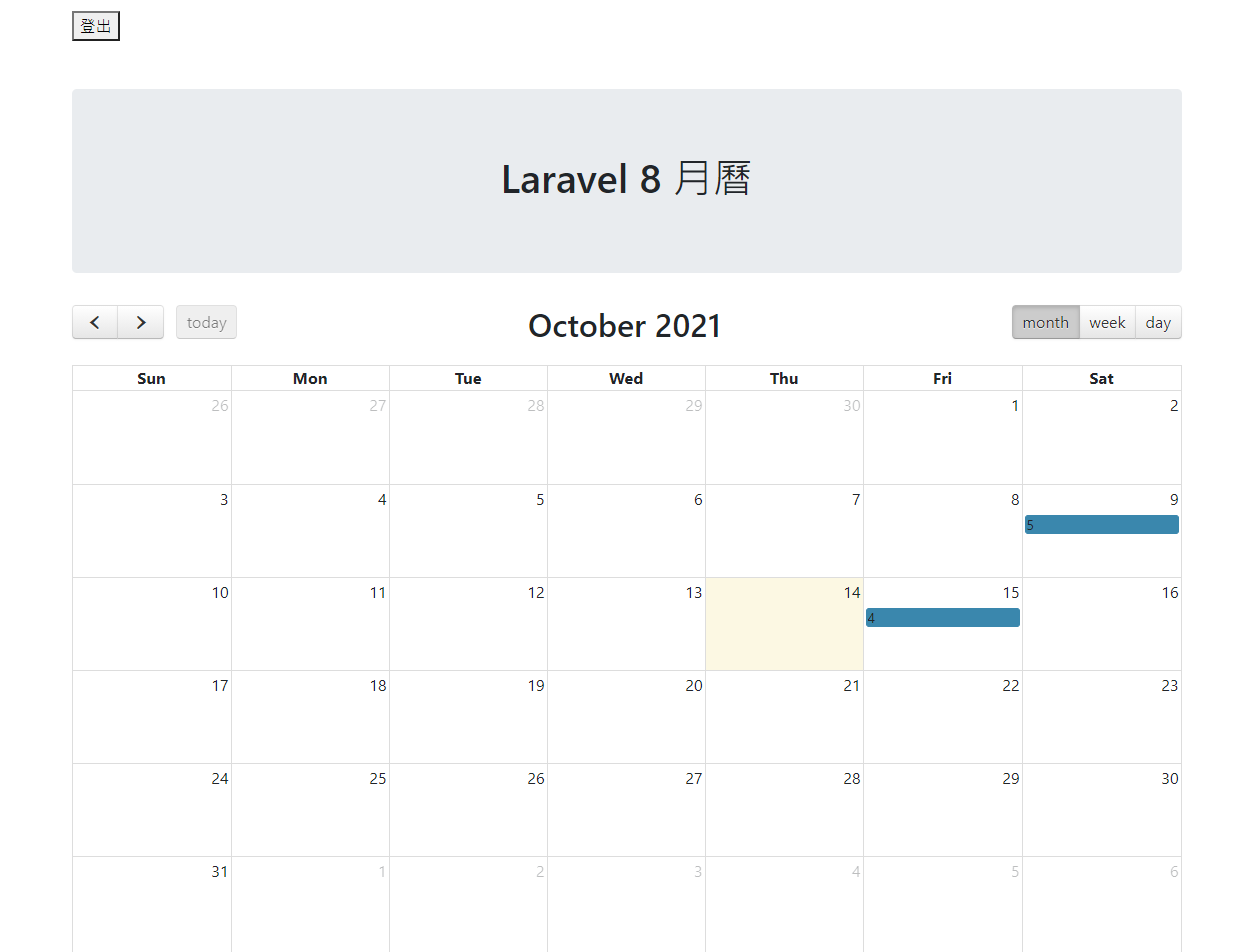 登出
Laravel 8 月曆
today
October 2021
month week day
Sun Mon Tue Wed Thu Fri Sat
26 27 28 29 30 1 2
3 4 5 6 7 8 9
5
10 11 12 13 14 15 16
4
17 18 19 20 21 22 23
24 25 26 27 28 29 30
31 1 2 3 4 5 6